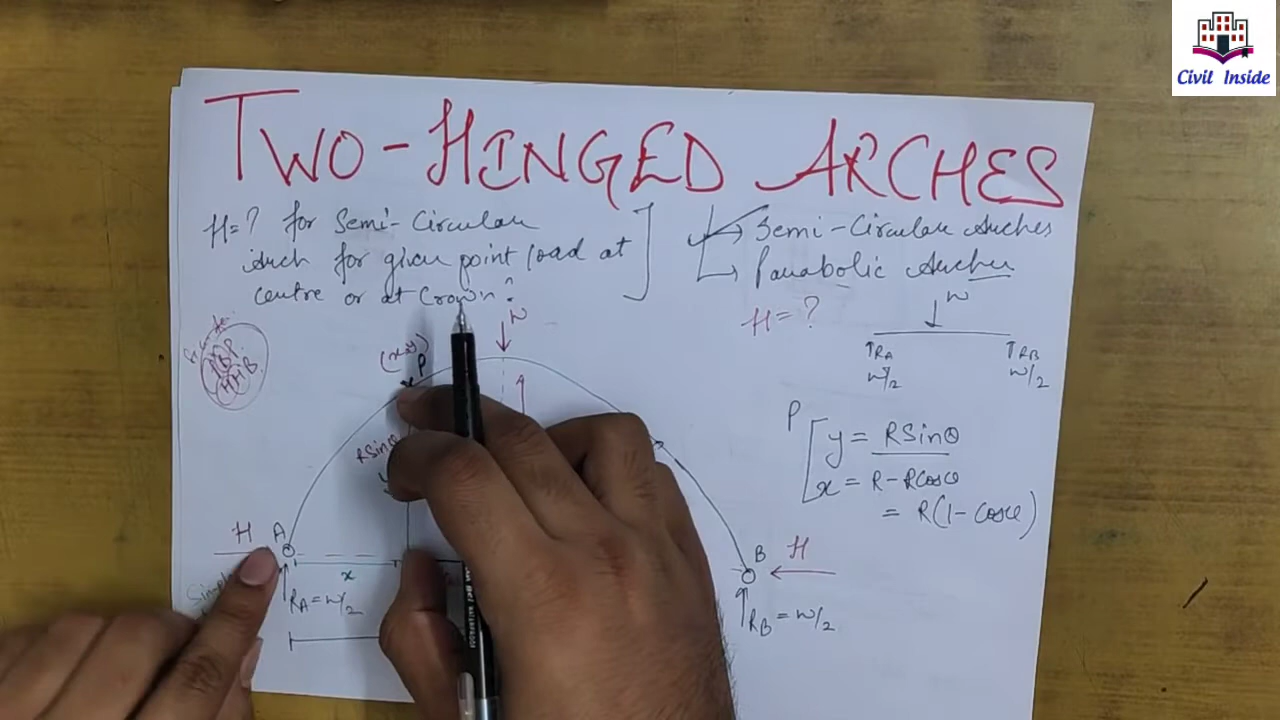 Civil Inside
TWO-HINGED ARCHES
H=? for Semi-Circular
Arch for given point load at
centre or at Crown?
Semi-Circular Arches
Parabolic Arches
H=?
W
RA
W/2
RB
W/2
W
(x,y)
P
RSinθ
P
y = RSinθ
x = R-RCosθ
= R(1-Cosθ)
H
A
x
RA = W/2
B
H
RB = W/2